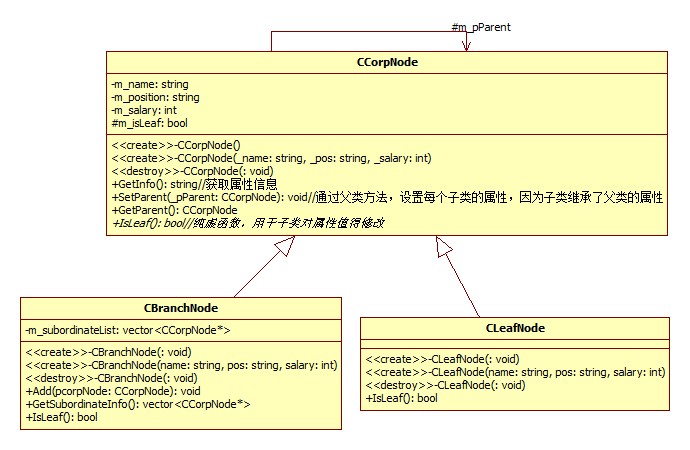 #m_pParent
CCorpNode
-m_name: string
-m_position: string
-m_salary: int
#m_isLeaf: bool
<<create>>-CCorpNode()
<<create>>-CCorpNode(_name: string, _pos: string, _salary: int)
<<destroy>>-CCorpNode(: void)
+GetInfo(): string//获取属性信息
+SetParent(_pParent: CCorpNode): void//通过父类方法，设置每个子类的属性，因为子类继承了父类的属性
+GetParent(): CCorpNode
+IsLeaf(): bool//纯虚函数，用于子类对属性值得修改
CBranchNode
-m_subordinateList: vector<CCorpNode*>
<<create>>-CBranchNode(: void)
<<create>>-CBranchNode(name: string, pos: string, salary: int)
<<destroy>>-CBranchNode(: void)
+Add(pcorpNode: CCorpNode): void
+GetSubordinateInfo(): vector<CCorpNode*>
+IsLeaf(): bool
CLeafNode
<<create>>-CLeafNode(: void)
<<create>>-CLeafNode(name: string, pos: string, salary: int)
<<destroy>>-CLeafNode(: void)
+IsLeaf(): bool